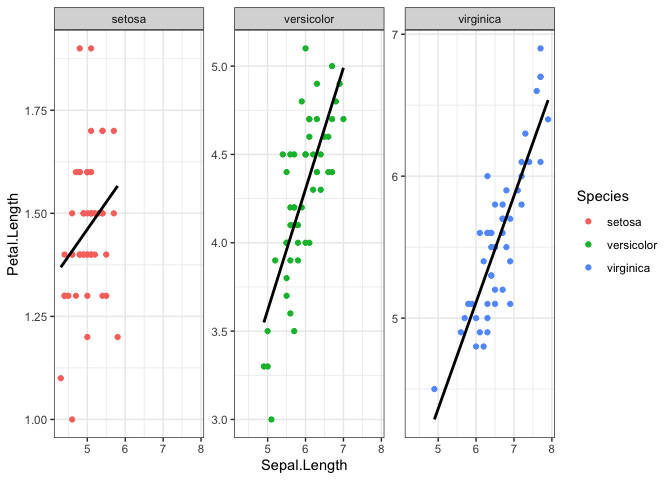 setosa
versicolor
virginica
Petal.Length
1.75
1.50
1.25
1.00
5.0
4.5
4.0
3.5
3.0
7
6
5
5 6 7 8
5 6 7 8
5 6 7 8
Sepal.Length
Species
setosa
versicolor
virginica